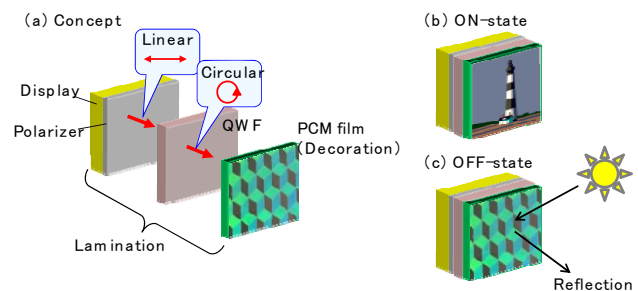 (a) Concept
Linear
Circular
Display
Polarizer
QWF
PCM film
(Decoration)
Lamination
(b) ON-state
(c) OFF-state
Reflection